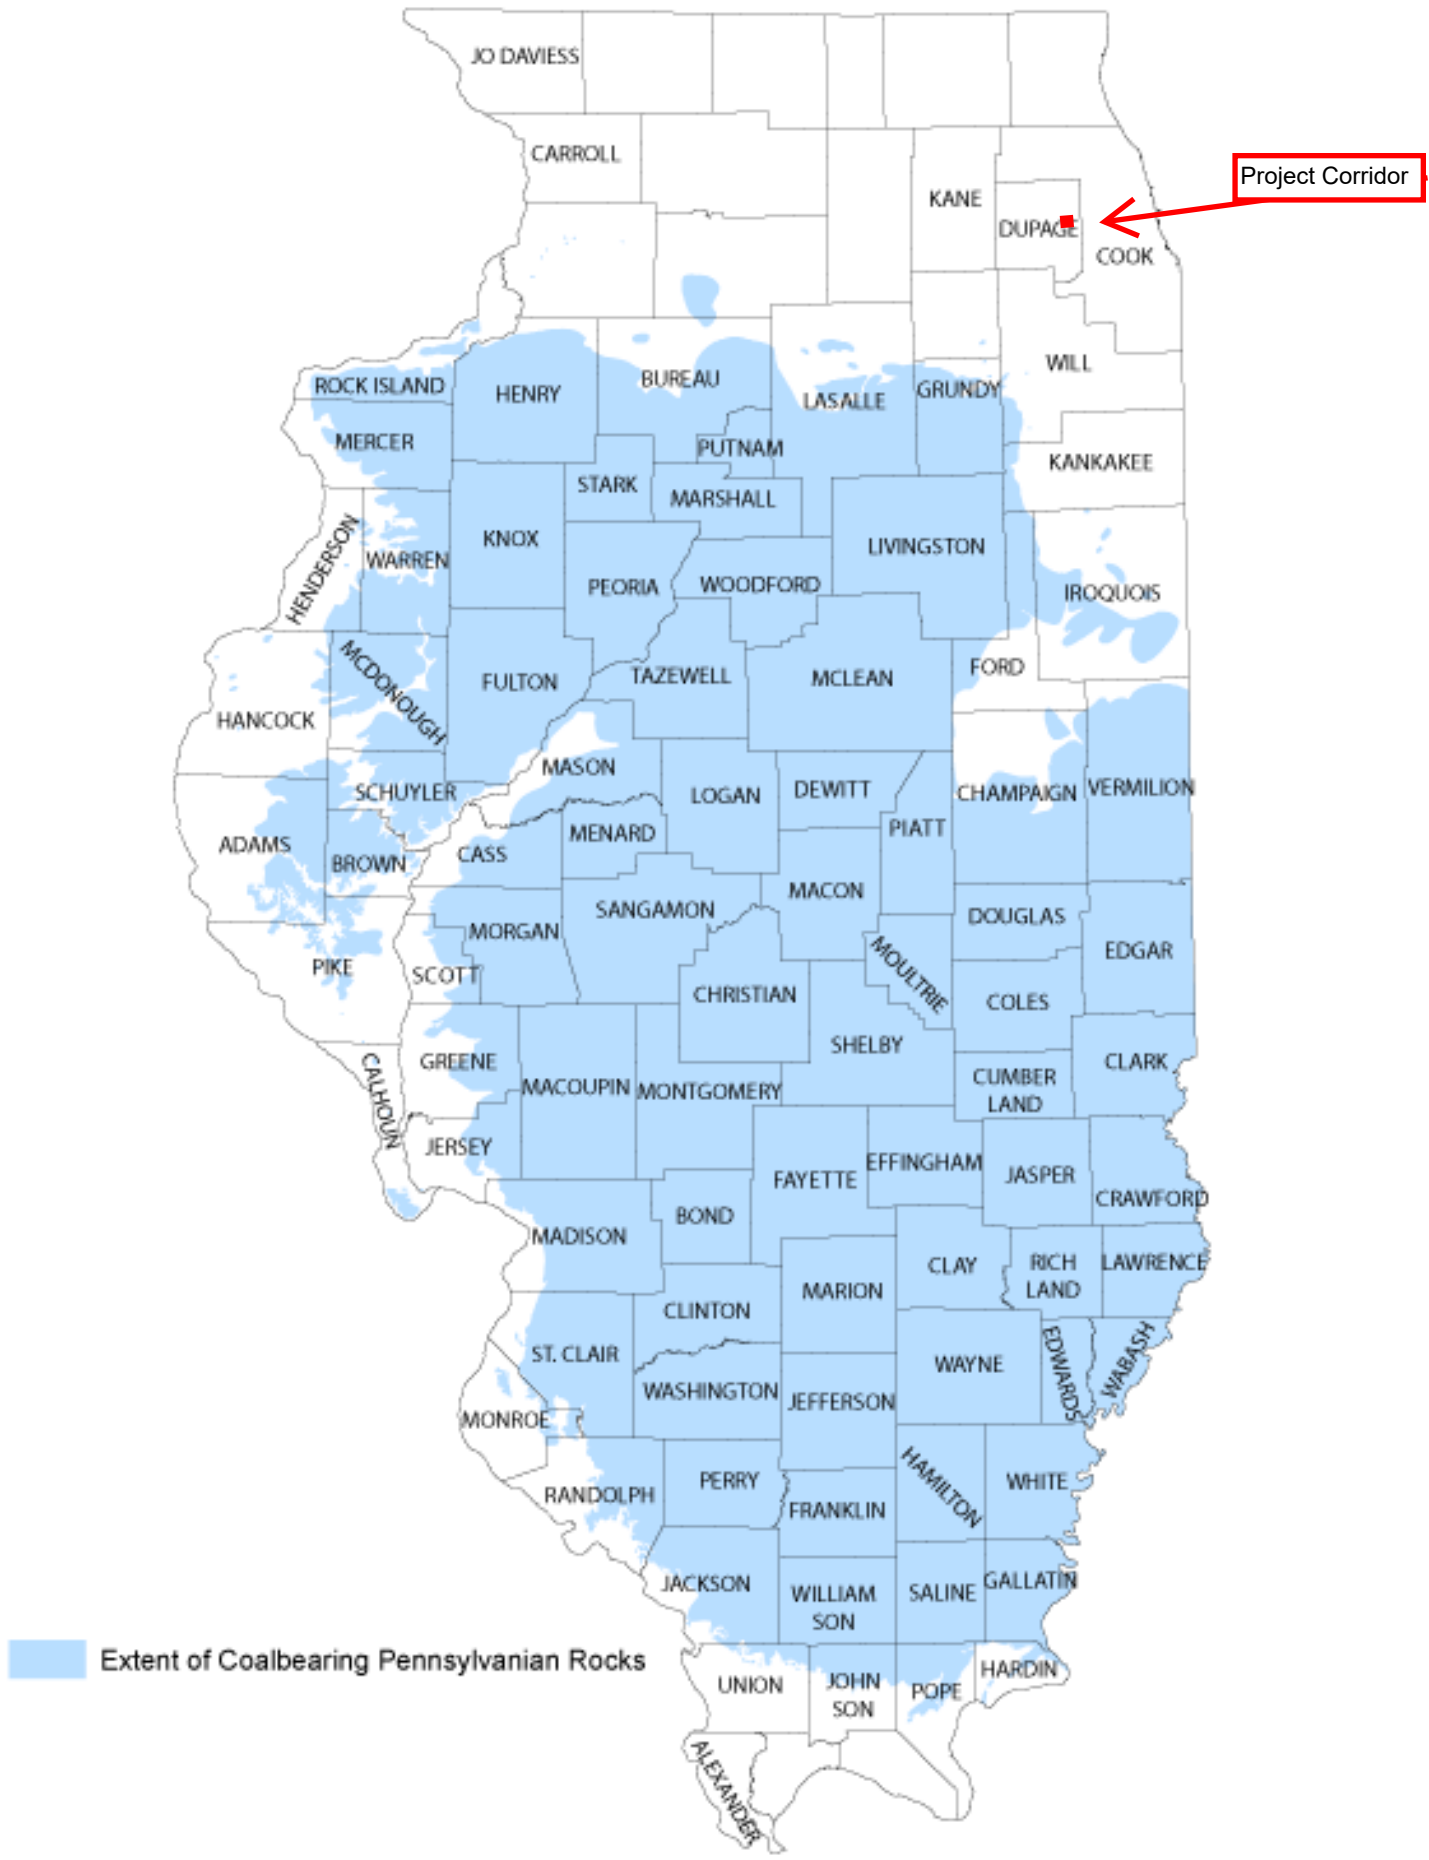 JO DAVIESS
CARROLL
Project Corridor
KANE
DUPAGE
COOK
WILL
ROCK ISLAND
HENRY
BUREAU
LASALLE
GRUNDY
MERCER
PUTNAM
KANKAKEE
STARK
MARSHALL
HENDERSON
WARREN
KNOX
PEORIA
WOODFORD
LIVINGSTON
IROQUOIS
HANCOCK
MCDONOUGH
FULTON
TAZEWELL
MCLEAN
FORD
SCHUYLER
MASON
LOGAN
DEWITT
PIATT
CHAMPAIGN
VERMILION
ADAMS
BROWN
CASS
MENARD
MACON
SANGAMON
DOUGLAS
EDGAR
PIKE
SCOTT
MORGAN
CHRISTIAN
MOULTRIE
COLES
SHELBY
CALHOUN
GREENE
MACOUPIN
MONTGOMERY
CUMBER
LAND
CLARK
JERSEY
FAYETTE
EFFINGHAM
JASPER
CRAWFORD
MADISON
BOND
CLAY
RICH
LAND
LAWRENCE
MARION
CLINTON
ST. CLAIR
WASHINGTON
JEFFERSON
WAYNE
EDWARDS
WABASH
MONROE
RANDOLPH
PERRY
FRANKLIN
HAMILTON
WHITE
JACKSON
WILLIAM
SON
SALINE
GALLATIN
Extent of Coalbearing Pennsylvanian Rocks
UNION
JOHN
SON
POPE
HARDIN
ALEXANDER